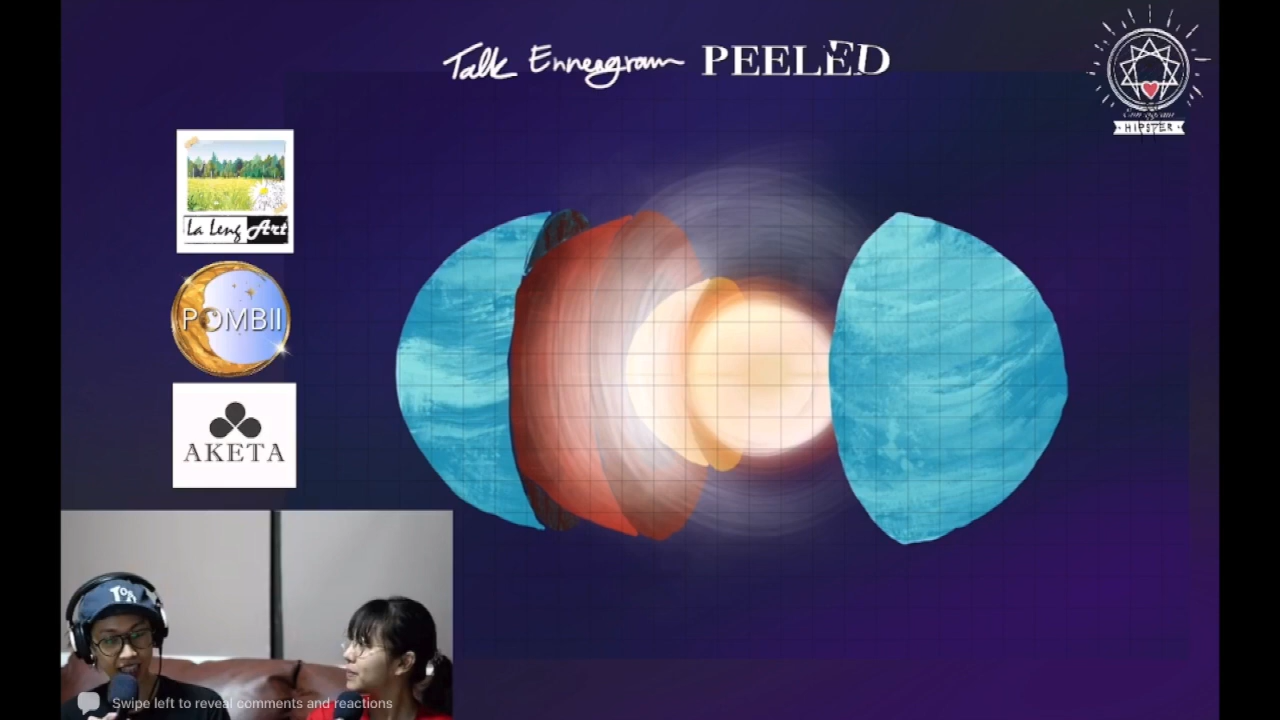 Talk Enneagram PEELED
HIPSTER
La Leng Art
POMBII
AKETA
Swipe left to reveal comments and reactions